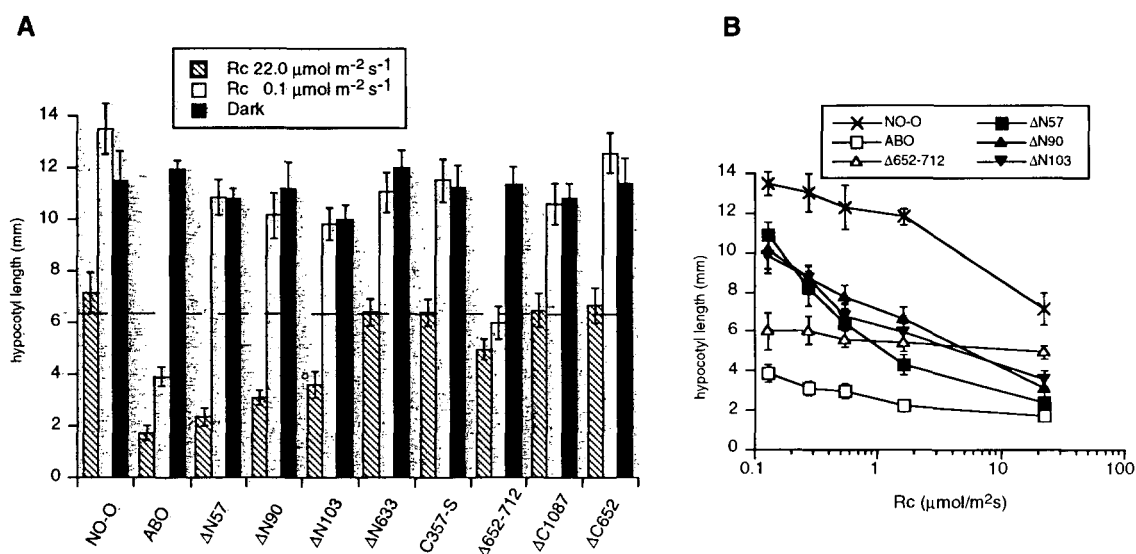 A
Rc 22.0 μmol m⁻² s⁻¹
Rc 0.1 μmol m⁻² s⁻¹
Dark
hypocotyl length (mm)
14
12
10
8
6
4
2
0
NO-O
ABO
ΔN57
ΔN90
ΔN103
ΔN633
C357-S
Δ652-712
ΔC1087
ΔC652
B
NO-O
ΔN57
ABO
ΔN90
Δ652-712
ΔN103
hypocotyl length (mm)
14
12
10
8
6
4
2
0
0.1
1
10
100
Rc (μmol/m²s)